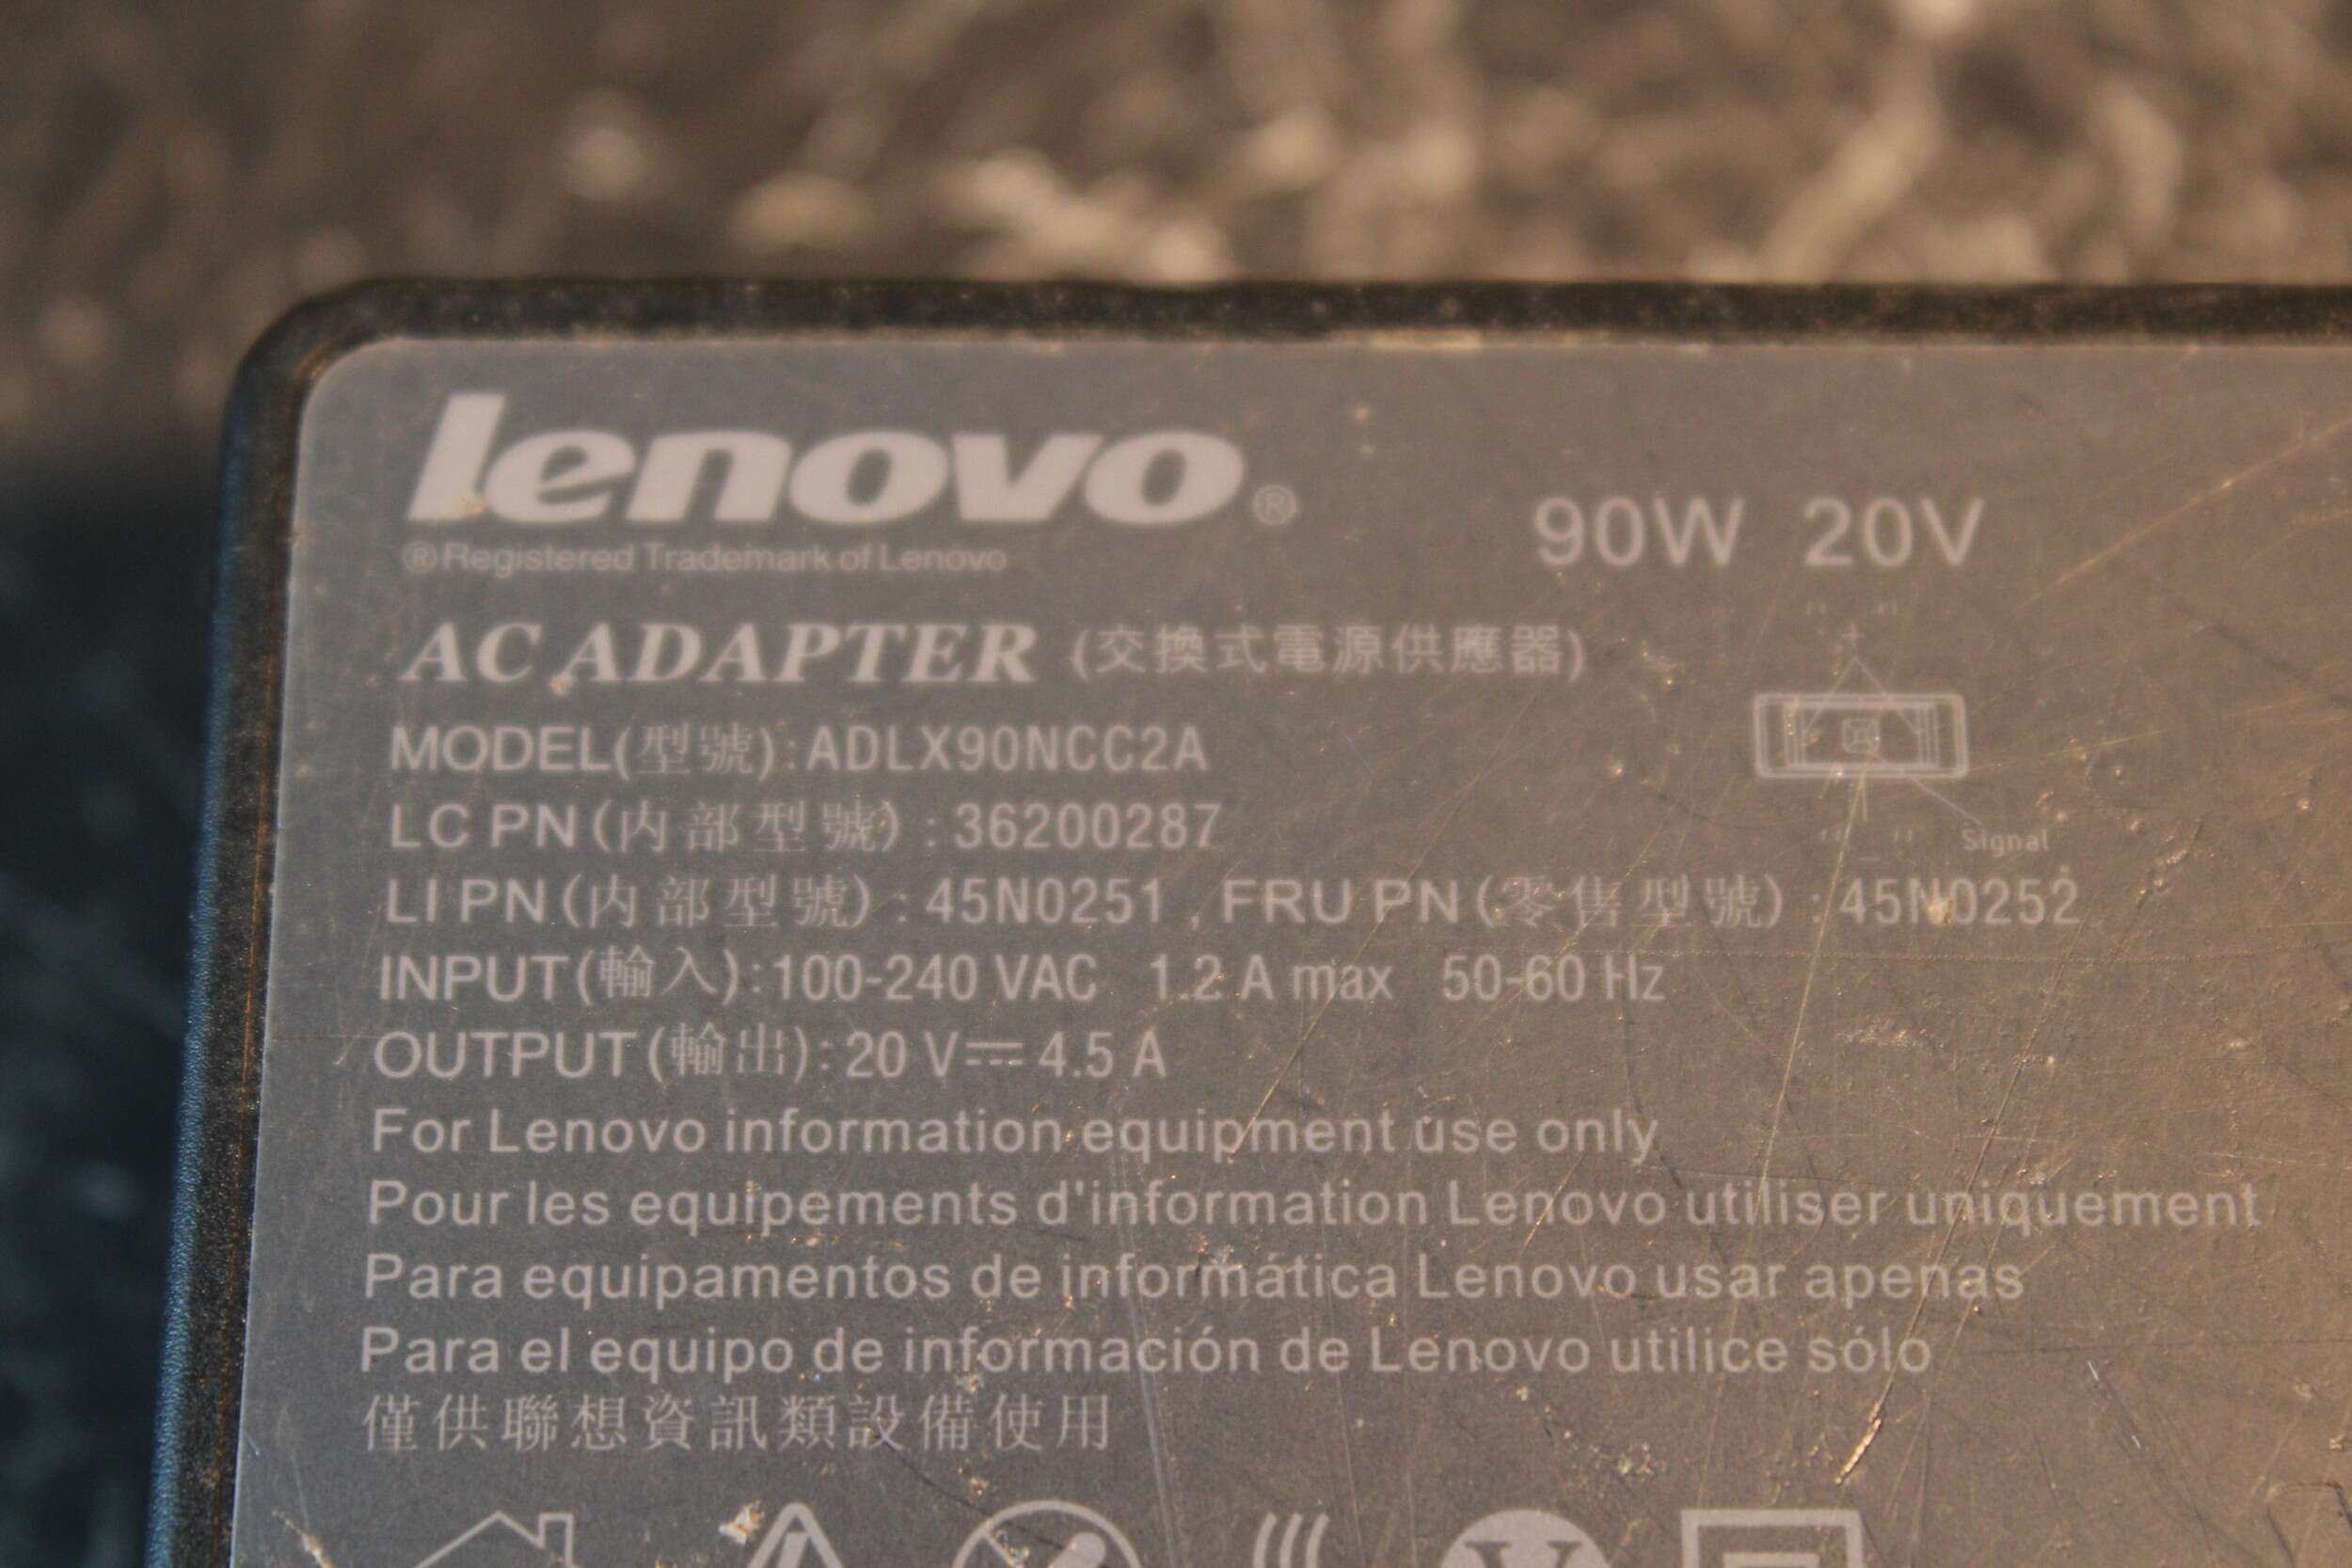 lenovo®
®Registered Trademark of Lenovo
90W 20V
AC ADAPTER (交換式電源供應器)
+
MODEL(型號):ADLX90NCC2A
LC PN(内部型號):36200287
Signal
LI PN(内部型號):45N0251, FRU PN(零售型號):45N0252
INPUT(輸入):100-240 VAC 1.2 A max 50-60 Hz
OUTPUT(輸出):20 V⎓4.5 A
For Lenovo information equipment use only
Pour les equipements d'information Lenovo utiliser uniquement
Para equipamentos de informática Lenovo usar apenas
Para el equipo de información de Lenovo utilice sólo
僅供聯想資訊類設備使用
V